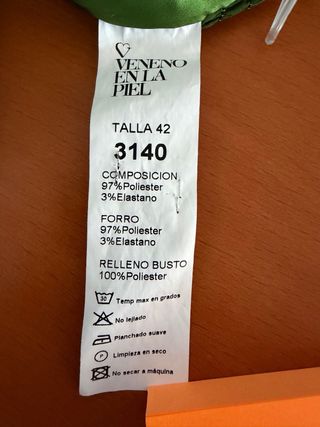 VENENO
EN LA
PIEL
TALLA 42
3140
COMPOSICION
97%Poliester
3%Elastano
FORRO
97%Poliester
3%Elastano
RELLENO BUSTO
100%Poliester
30
Temp max en grados
No lejiado
Planchado suave
P
Limpieza en seco
No secar a máquina